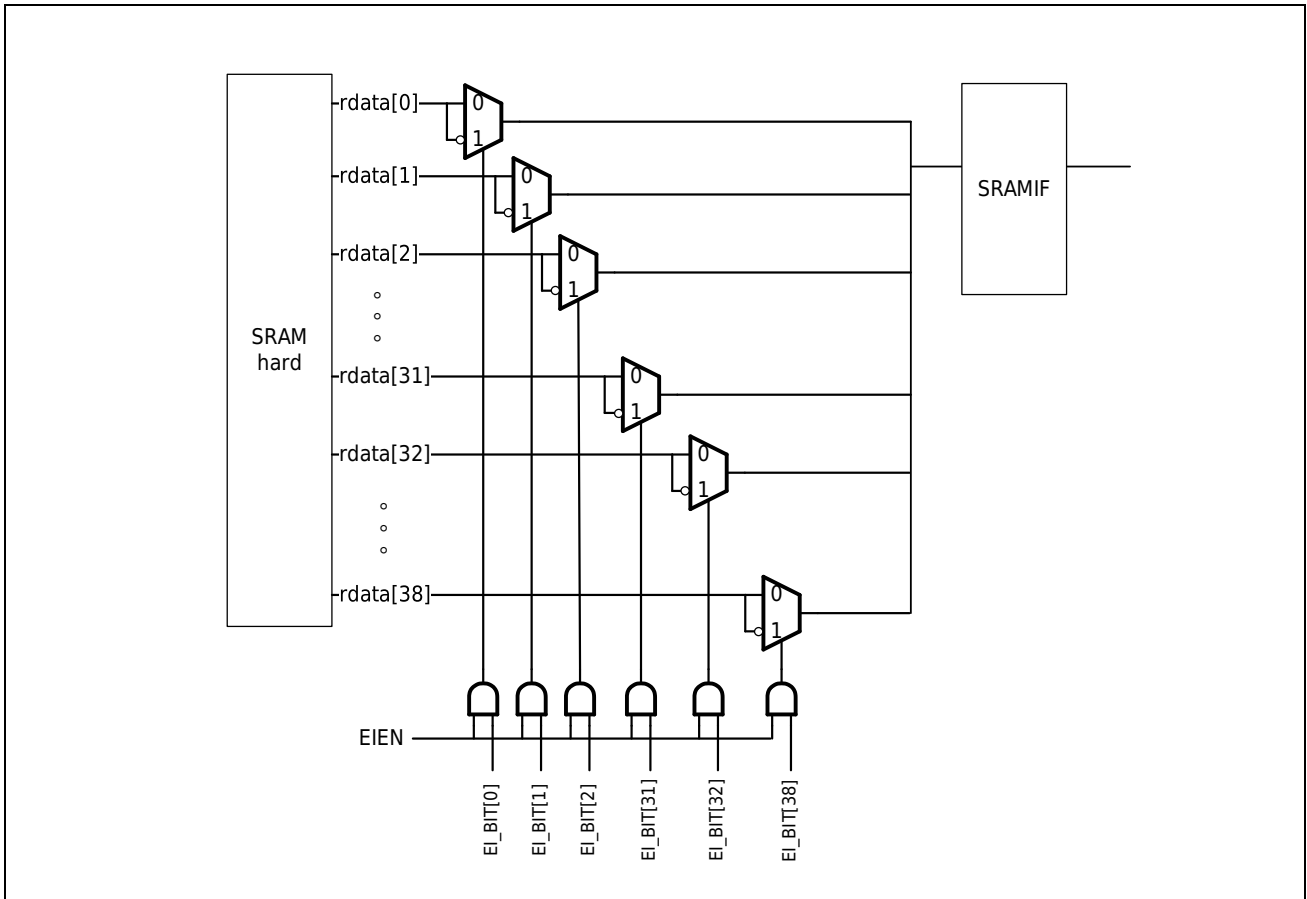 rdata[0]
0
1
rdata[1]
0
1
rdata[2]
0
1
SRAM
hard
SRAMIF
rdata[31]
0
1
rdata[32]
0
1
rdata[38]
0
1
EIEN
EI_BIT[0]
EI_BIT[1]
EI_BIT[2]
EI_BIT[31]
EI_BIT[32]
EI_BIT[38]